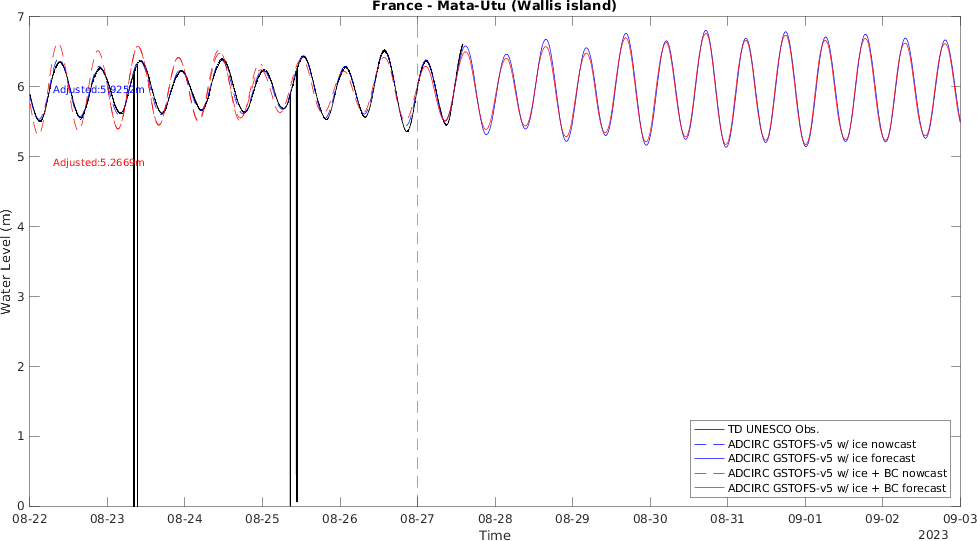 France - Mata-Utu (Wallis island)
7
6
5
4
3
2
1
0
Water Level (m)
Adjusted:5.9252m
Adjusted:5.2669m
TD UNESCO Obs.
ADCIRC GSTOFS-v5 w/ ice nowcast
ADCIRC GSTOFS-v5 w/ ice forecast
ADCIRC GSTOFS-v5 w/ ice + BC nowcast
ADCIRC GSTOFS-v5 w/ ice + BC forecast
08-22 08-23 08-24 08-25 08-26 08-27 08-28 08-29 08-30 08-31 09-01 09-02 09-03
Time
2023